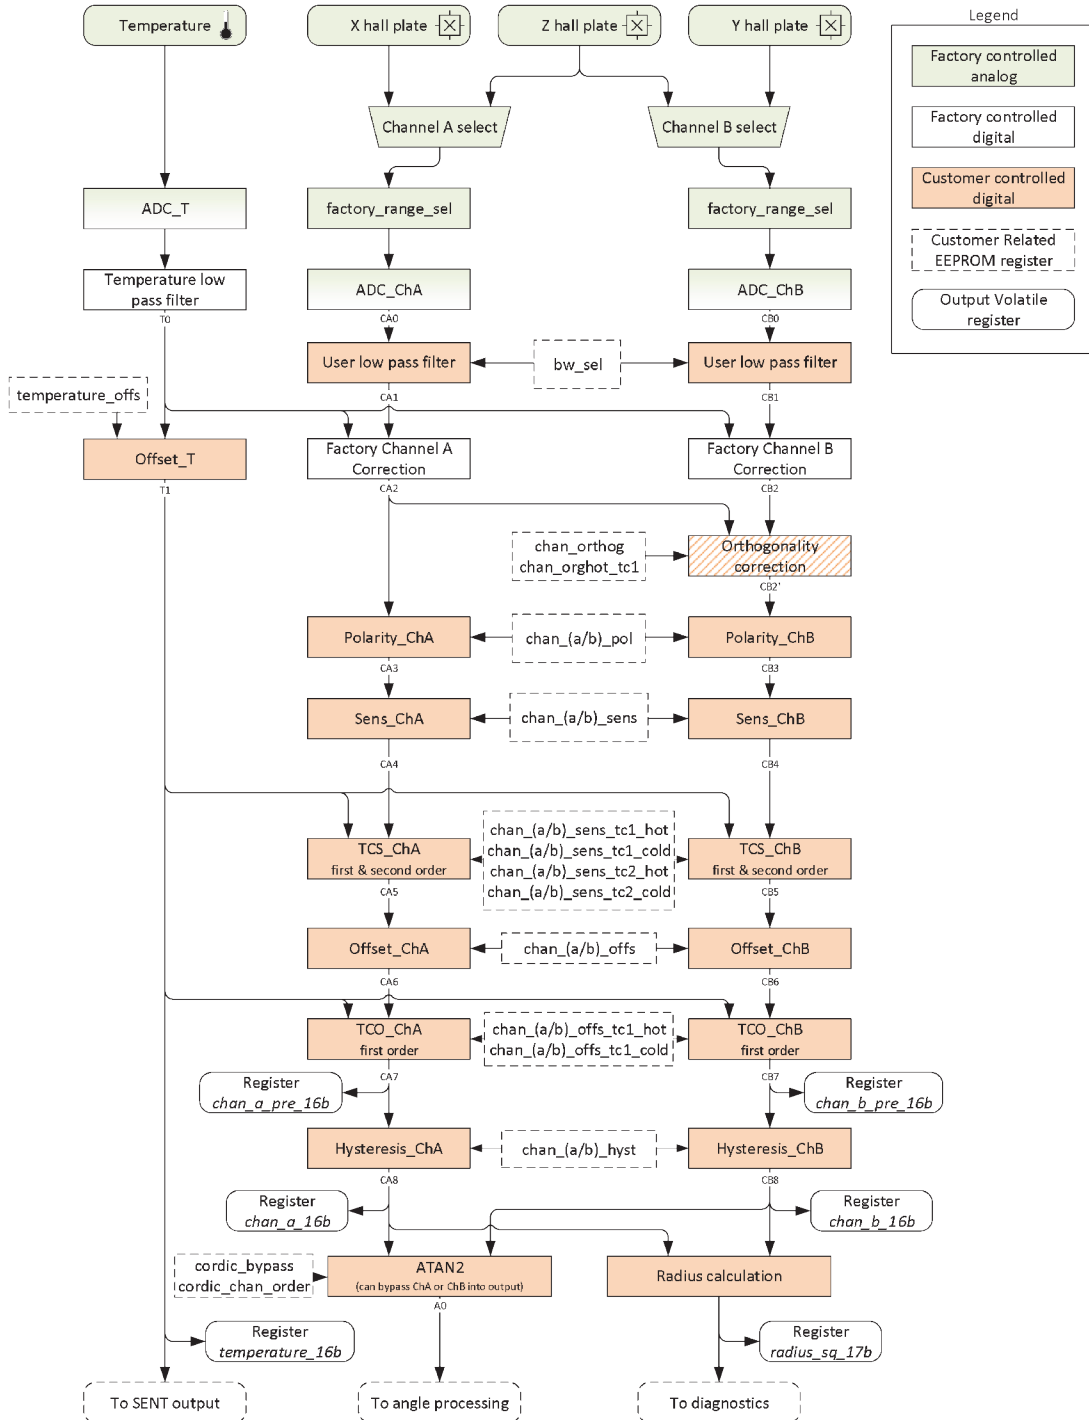 Temperature
X hall plate
Z hall plate
Y hall plate
Legend
Factory controlled
analog
Factory controlled
digital
Customer controlled
digital
Customer Related
EEPROM register
Output Volatile
register
Channel A select
Channel B select
ADC_T
factory_range_sel
factory_range_sel
Temperature low
pass filter
ADC_ChA
ADC_ChB
T0
CA0
CB0
User low pass filter
bw_sel
User low pass filter
temperature_offs
CA1
CB1
Offset_T
Factory Channel A
Correction
Factory Channel B
Correction
T1
CA2
CB2
chan_orthog
chan_orghot_tc1
Orthogonality
correction
CB2'
Polarity_ChA
chan_(a/b)_pol
Polarity_ChB
CA3
CB3
Sens_ChA
chan_(a/b)_sens
Sens_ChB
CA4
CB4
TCS_ChA
first & second order
chan_(a/b)_sens_tc1_hot
chan_(a/b)_sens_tc1_cold
chan_(a/b)_sens_tc2_hot
chan_(a/b)_sens_tc2_cold
TCS_ChB
first & second order
CA5
CB5
Offset_ChA
chan_(a/b)_offs
Offset_ChB
CA6
CB6
TCO_ChA
first order
chan_(a/b)_offs_tc1_hot
chan_(a/b)_offs_tc1_cold
TCO_ChB
first order
CA7
CB7
Register
chan_a_pre_16b
Register
chan_b_pre_16b
Hysteresis_ChA
chan_(a/b)_hyst
Hysteresis_ChB
CA8
CB8
Register
chan_a_16b
Register
chan_b_16b
cordic_bypass
cordic_chan_order
ATAN2
(can bypass ChA or ChB into output)
Radius calculation
A0
Register
temperature_16b
Register
radius_sq_17b
To SENT output
To angle processing
To diagnostics